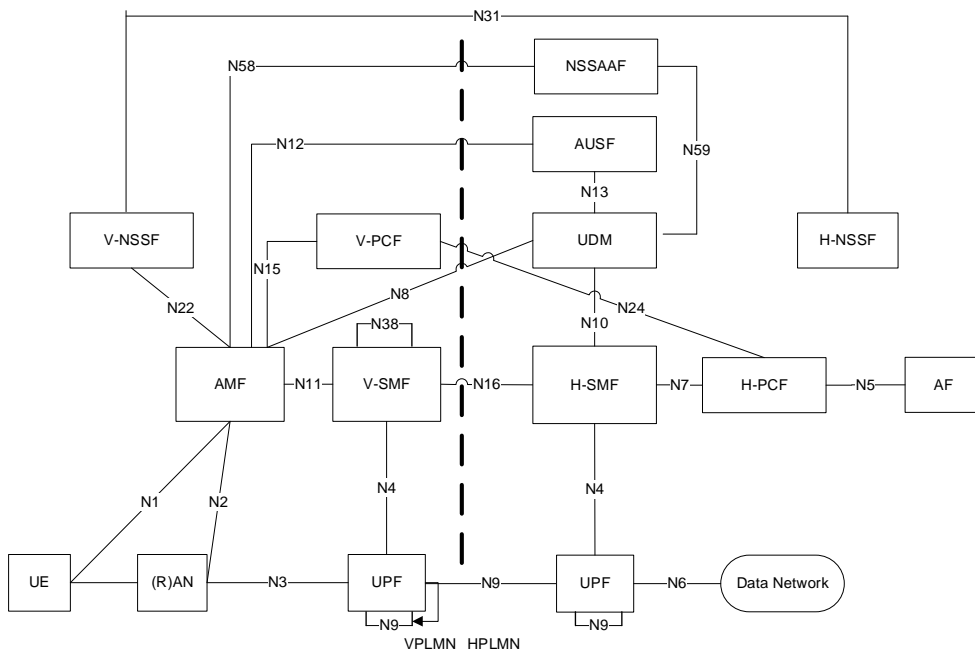 N31
N58
NSSAAF
N12
AUSF
N59
N13
V-NSSF
V-PCF
UDM
H-NSSF
N15
N8
N22
N24
N38
N10
AMF
N11
V-SMF
N16
H-SMF
N7
H-PCF
N5
AF
N4
N4
N1
N2
UE
(R)AN
N3
UPF
N9
UPF
N6
Data Network
N9
N9
VPLMN HPLMN